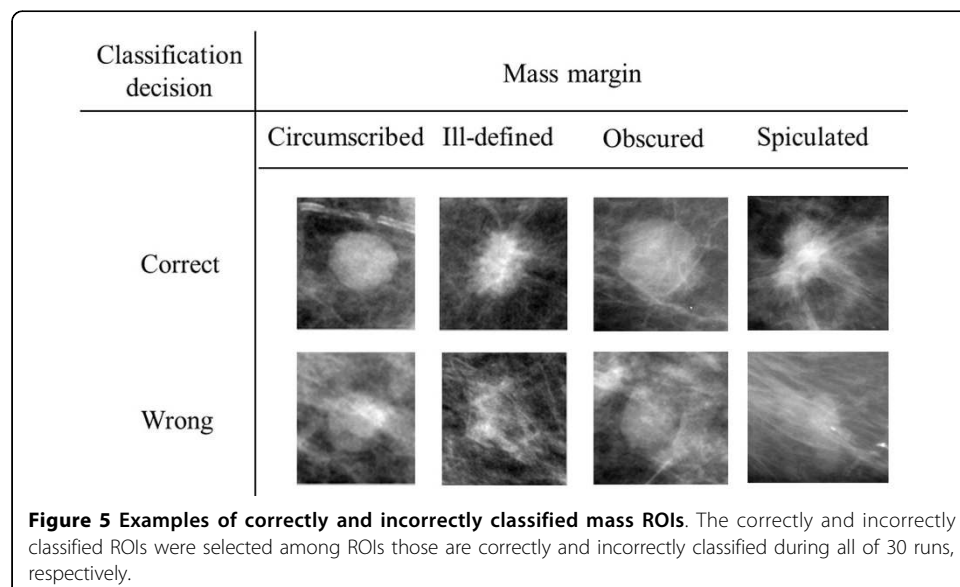 Classification
decision
Mass margin
Circumscribed Ill-defined Obscured Spiculated
Correct
Wrong
Figure 5 Examples of correctly and incorrectly classified mass ROIs. The correctly and incorrectly
classified ROIs were selected among ROIs those are correctly and incorrectly classified during all of 30 runs,
respectively.